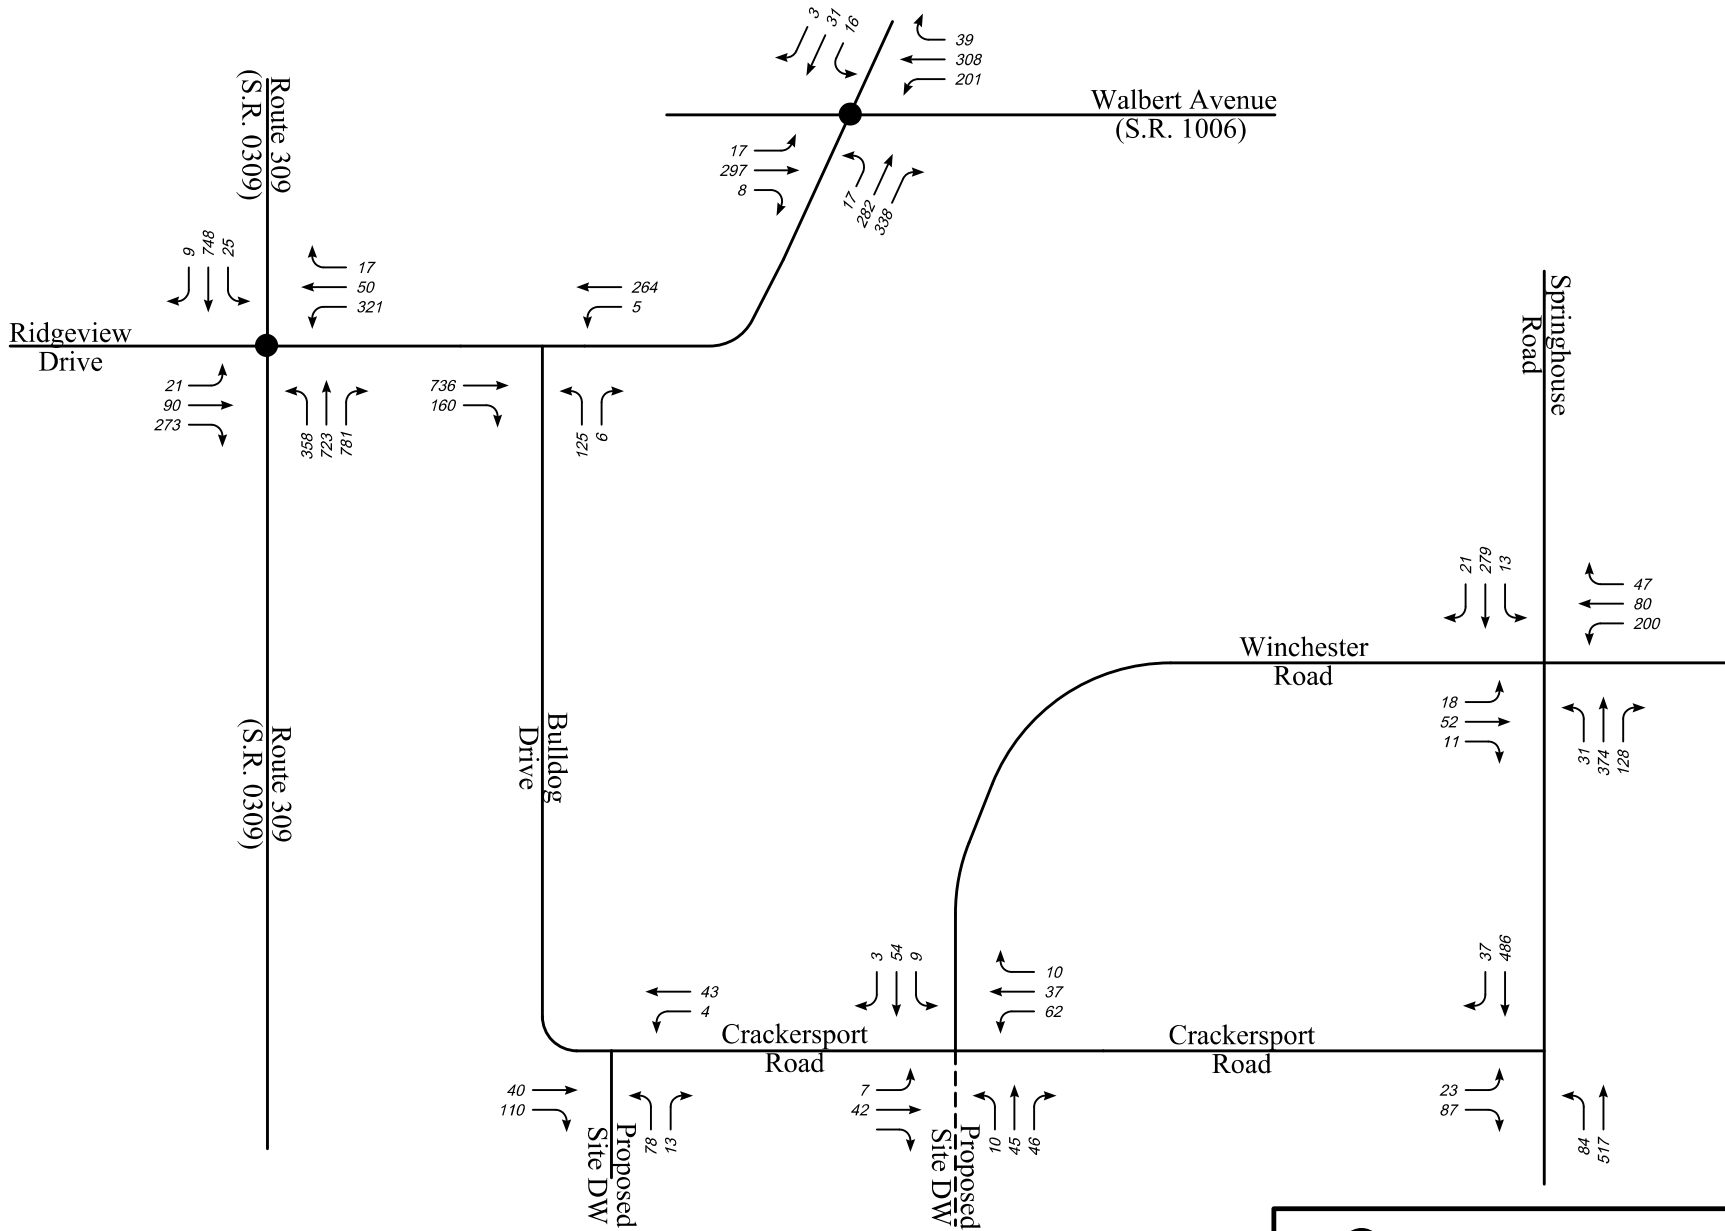 3
31
16
39
308
201
Walbert Avenue
(S.R. 1006)
17
297
8
17
282
338
Route 309
(S.R. 0309)
9
748
25
17
50
321
264
5
Ridgeview
Drive
21
90
273
358
723
781
736
160
125
6
Springhouse
Road
21
279
13
47
80
200
Winchester
Road
18
52
11
31
374
128
Route 309
(S.R. 0309)
Bulldog
Drive
43
4
3
54
9
10
37
62
37
486
Crackersport
Road
Crackersport
Road
40
110
78
13
7
42
10
45
46
23
87
84
517
Proposed
Site DW
Proposed
Site DW